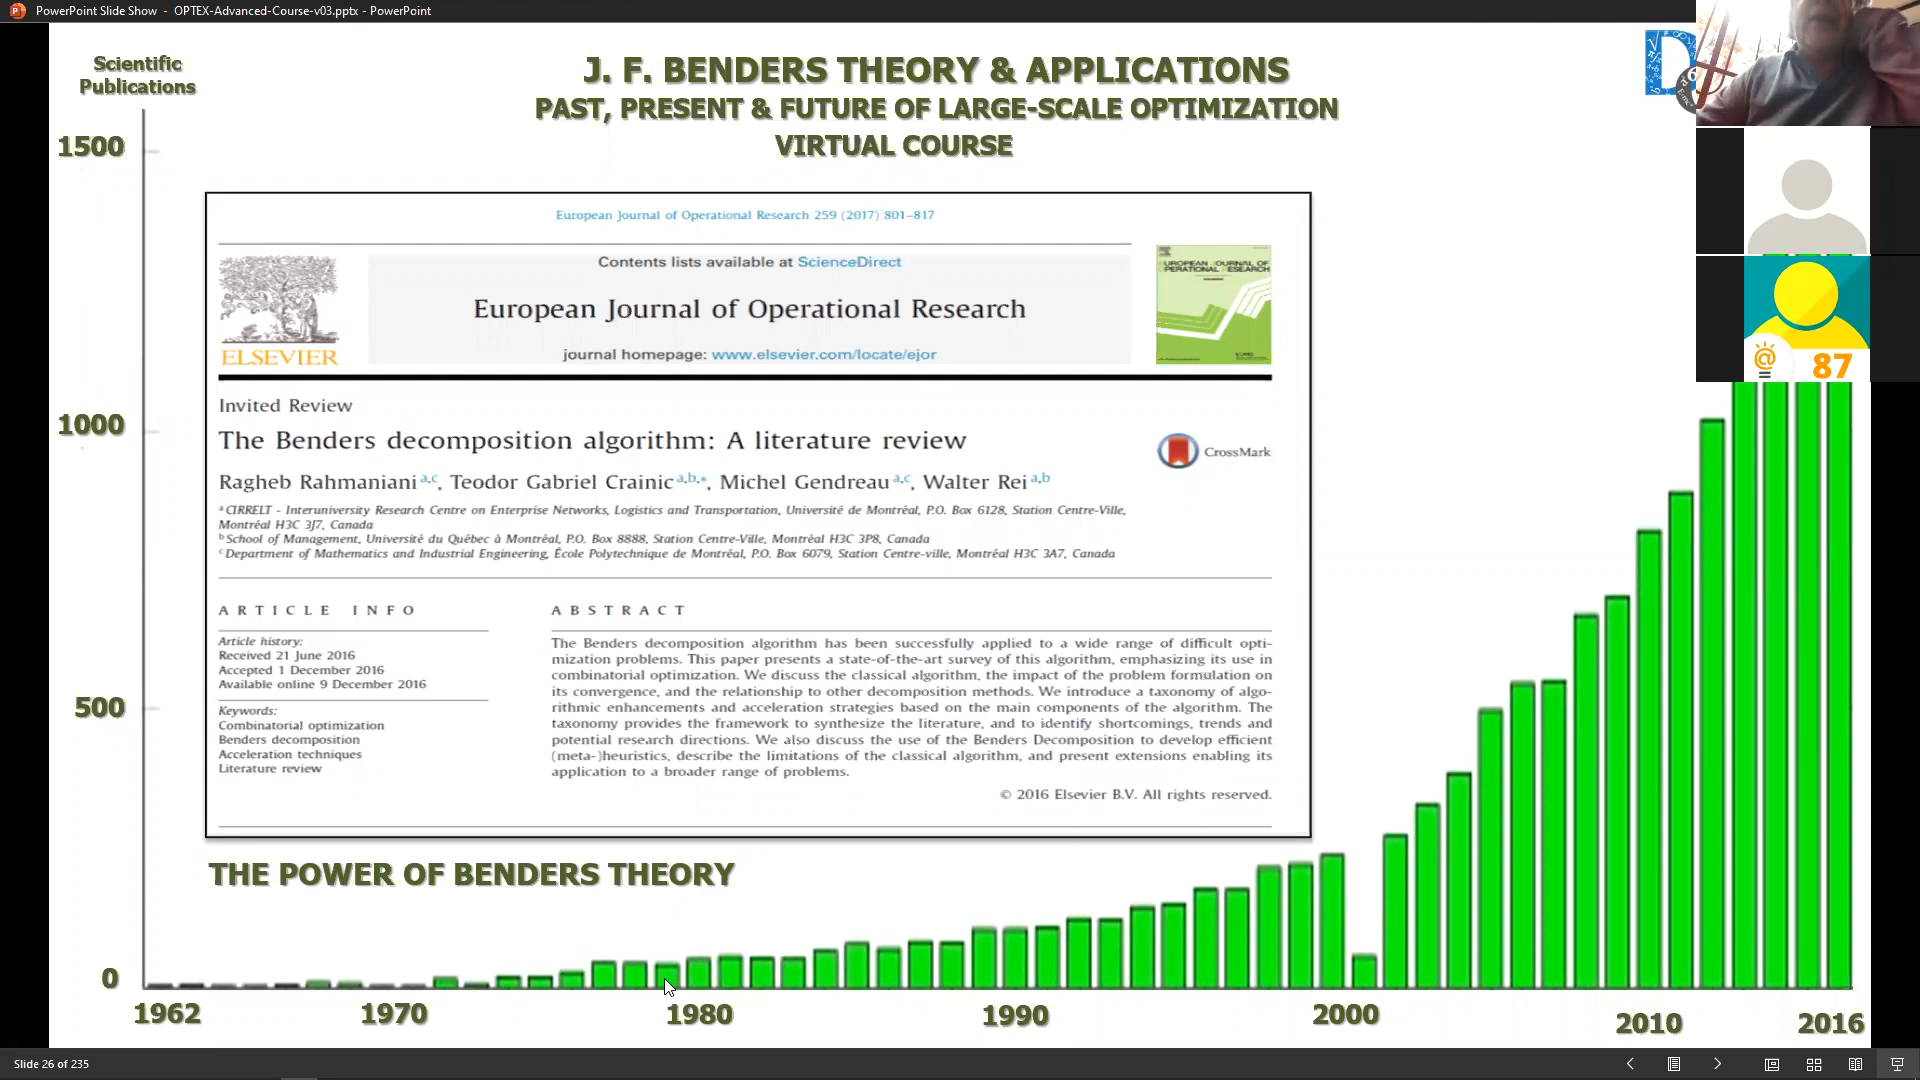 PowerPoint Slide Show - OPTEX-Advanced-Course-v03.pptx - PowerPoint
Scientific
Publications
J. F. BENDERS THEORY & APPLICATIONS
PAST, PRESENT & FUTURE OF LARGE-SCALE OPTIMIZATION
VIRTUAL COURSE
1500
1000
500
0
European Journal of Operational Research 259 (2017) 801–817
Contents lists available at ScienceDirect
European Journal of Operational Research
journal homepage: www.elsevier.com/locate/ejor
ELSEVIER
EUROPEAN JOURNAL OF
OPERATIONAL RESEARCH
Invited Review
The Benders decomposition algorithm: A literature review
CrossMark
Ragheb Rahmaniani a,c, Teodor Gabriel Crainic a,b,*, Michel Gendreau a,c, Walter Rei a,b
a CIRRELT - Interuniversity Research Centre on Enterprise Networks, Logistics and Transportation, Université de Montréal, P.O. Box 6128, Station Centre-Ville,
Montréal H3C 3J7, Canada
b School of Management, Université du Québec à Montréal, P.O. Box 8888, Station Centre-Ville, Montréal H3C 3P8, Canada
c Department of Mathematics and Industrial Engineering, École Polytechnique de Montréal, P.O. Box 6079, Station Centre-ville, Montréal H3C 3A7, Canada
ARTICLE INFO
Article history:
Received 21 June 2016
Accepted 1 December 2016
Available online 9 December 2016
Keywords:
Combinatorial optimization
Benders decomposition
Acceleration techniques
Literature review
ABSTRACT
The Benders decomposition algorithm has been successfully applied to a wide range of difficult opti-
mization problems. This paper presents a state-of-the-art survey of this algorithm, emphasizing its use in
combinatorial optimization. We discuss the classical algorithm, the impact of the problem formulation on
its convergence, and the relationship to other decomposition methods. We introduce a taxonomy of algo-
rithmic enhancements and acceleration strategies based on the main components of the algorithm. The
taxonomy provides the framework to synthesize the literature, and to identify shortcomings, trends and
potential research directions. We also discuss the use of the Benders Decomposition to develop efficient
(meta-)heuristics, describe the limitations of the classical algorithm, and present extensions enabling its
application to a broader range of problems.
© 2016 Elsevier B.V. All rights reserved.
THE POWER OF BENDERS THEORY
1962
1970
1980
1990
2000
2010
2016
87
Slide 26 of 235